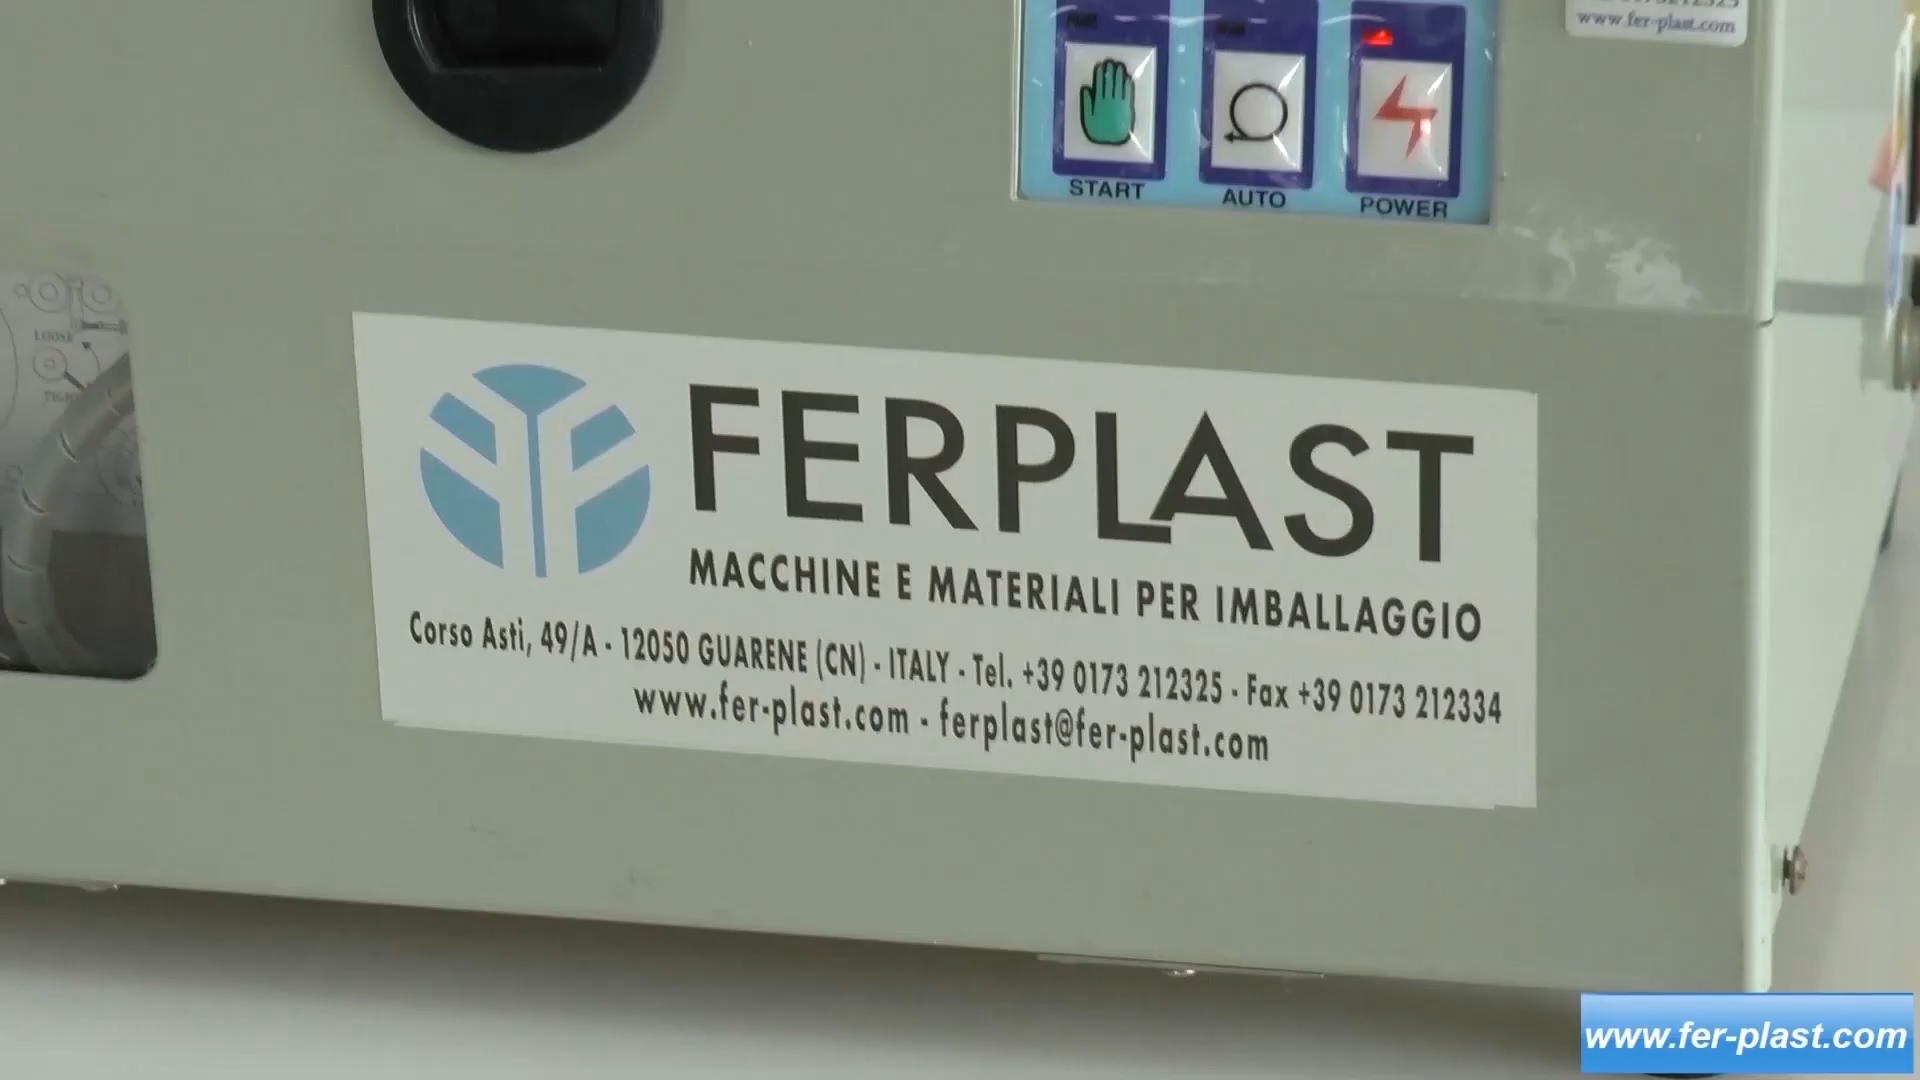 www.fer-plast.com
START
AUTO
POWER
LOOSE
FERPLAST
MACCHINE E MATERIALI PER IMBALLAGGIO
Corso Asti, 49/A - 12050 GUARENE (CN) - ITALY - Tel. +39 0173 212325 - Fax +39 0173 212334
www.fer-plast.com - ferplast@fer-plast.com
www.fer-plast.com